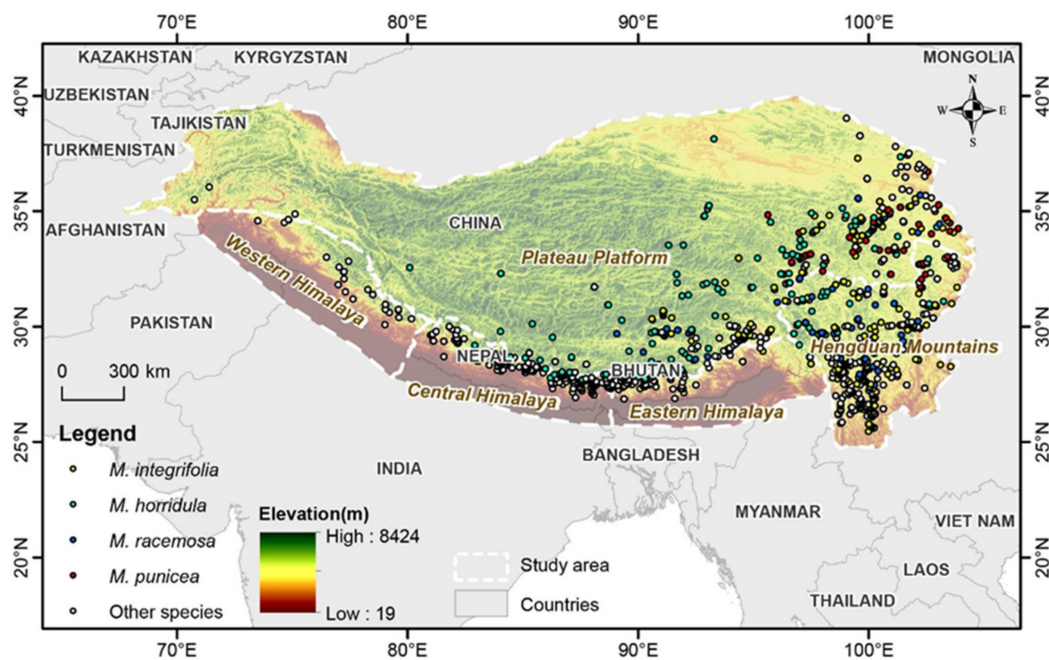 70°E 80°E 90°E 100°E
KAZAKHSTAN KYRGYZSTAN MONGOLIA
40°N UZBEKISTAN N 40°N
TAJIKISTAN W E
TURKMENISTAN S
35°N 35°N
AFGHANISTAN CHINA
Western Himalaya Plateau Platform
PAKISTAN
30°N 30°N
NEPAL Hengduan Mountains
0 300 km BHUTAN
Central Himalaya Eastern Himalaya
25°N Legend 25°N
INDIA BANGLADESH
M. integrifolia
M. horridula Elevation(m) MYANMAR
M. racemosa High : 8424 VIET NAM
20°N Study area 20°N
M. punicea LAOS
Other species Low : 19 Countries THAILAND
70°E 80°E 90°E 100°E